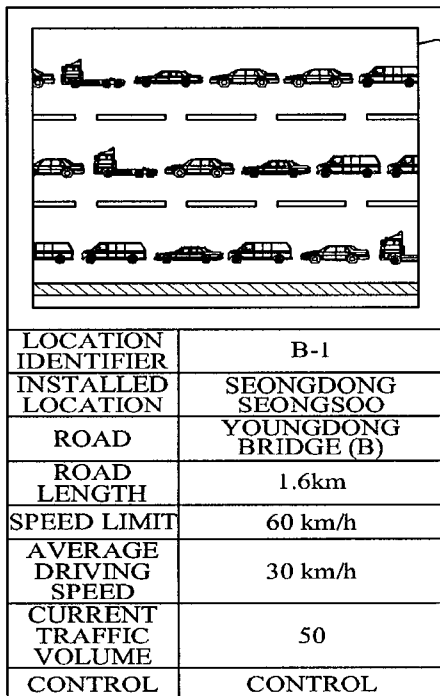 LOCATION IDENTIFIER B-1
INSTALLED LOCATION SEONGDONG SEONGSOO
ROAD YOUNGDONG BRIDGE (B)
ROAD LENGTH 1.6km
SPEED LIMIT 60 km/h
AVERAGE DRIVING SPEED 30 km/h
CURRENT TRAFFIC VOLUME 50
CONTROL CONTROL